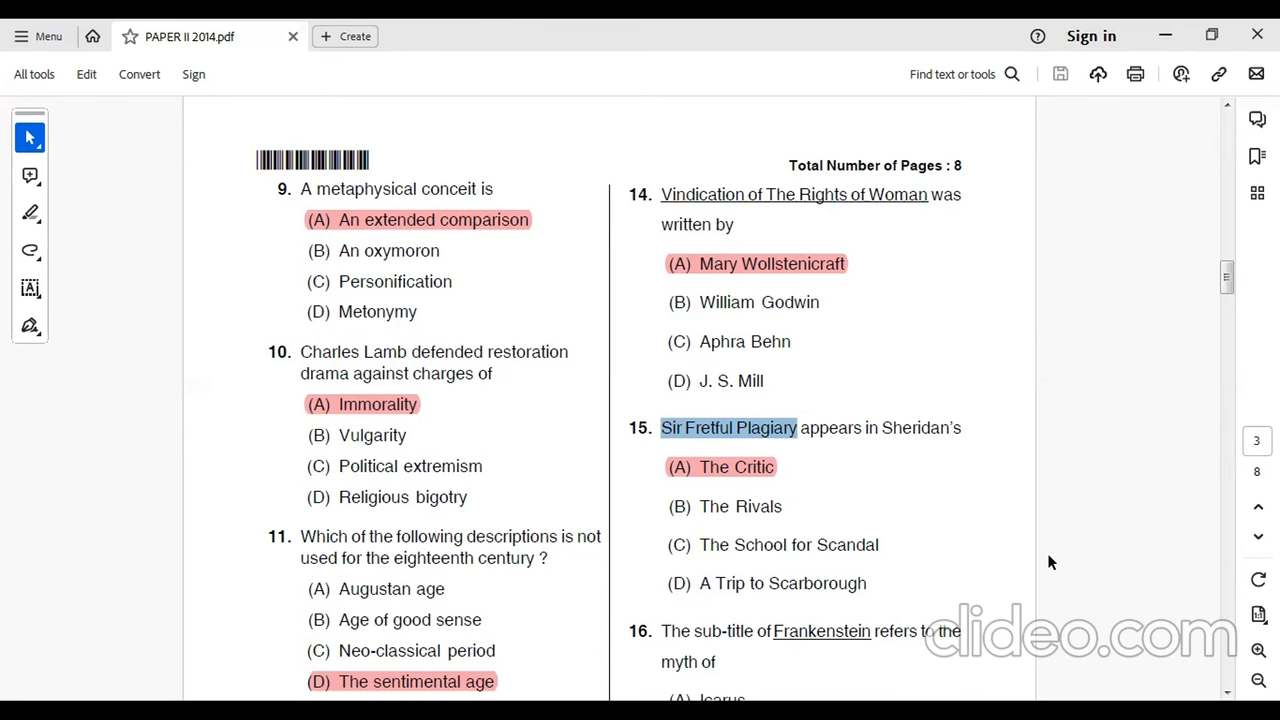 Menu
PAPER II 2014.pdf
Create
Sign in
All tools
Edit
Convert
Sign
Find text or tools
Total Number of Pages : 8
9. A metaphysical conceit is
(A) An extended comparison
(B) An oxymoron
(C) Personification
(D) Metonymy
10. Charles Lamb defended restoration
drama against charges of
(A) Immorality
(B) Vulgarity
(C) Political extremism
(D) Religious bigotry
11. Which of the following descriptions is not
used for the eighteenth century ?
(A) Augustan age
(B) Age of good sense
(C) Neo-classical period
(D) The sentimental age
14. Vindication of The Rights of Woman was
written by
(A) Mary Wollstenicraft
(B) William Godwin
(C) Aphra Behn
(D) J. S. Mill
15. Sir Fretful Plagiary appears in Sheridan's
(A) The Critic
(B) The Rivals
(C) The School for Scandal
(D) A Trip to Scarborough
16. The sub-title of Frankenstein refers to the
myth of
(A) Icarus
3
8
clideo.com